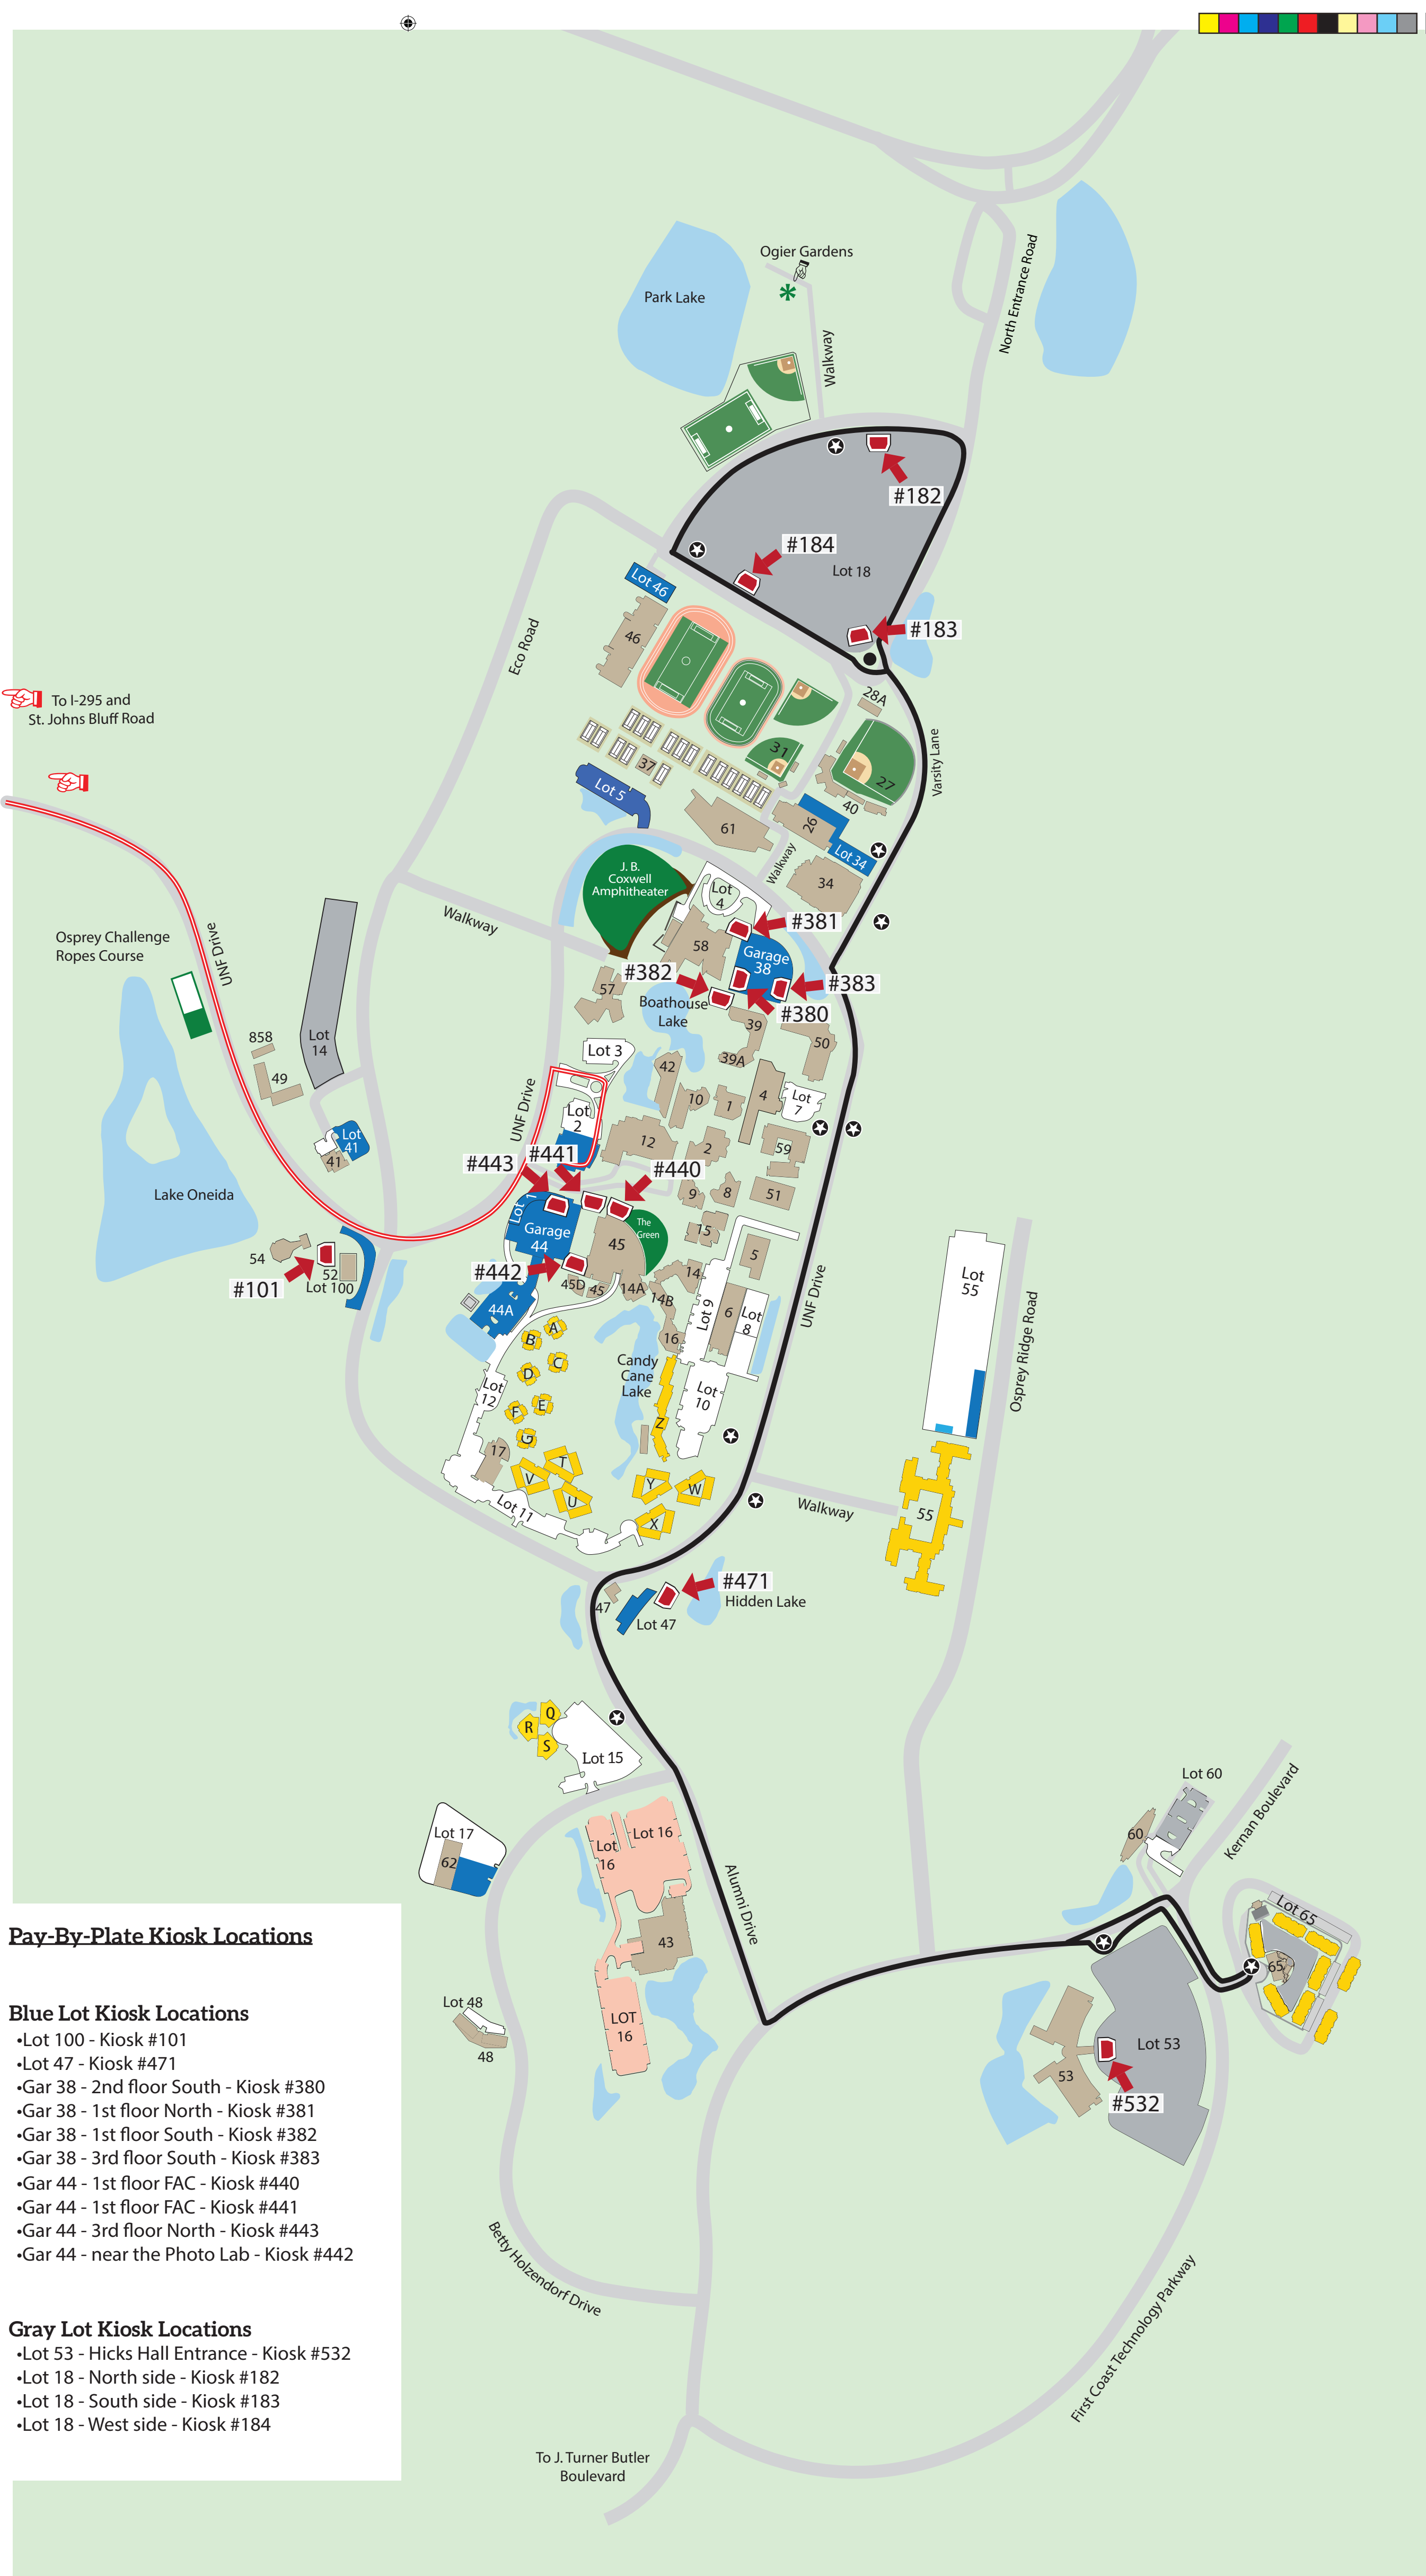 Ogier Gardens
Park Lake
North Entrance Road
Walkway
#182
#184
Lot 18
Lot 46
#183
46
Eco Road
28A
To I-295 and
St. Johns Bluff Road
Varsity Lane
31
37
27
Lot 5
40
61
26
Lot 34
Walkway
J. B.
Coxwell
Amphitheater
34
Lot
4
Walkway
#381
UNF Drive
Osprey Challenge
Ropes Course
58
Garage
38
#382
#383
57
Boathouse
Lake
#380
39
858
Lot
14
50
Lot 3
39A
49
42
4
Lot
7
10
1
UNF Drive
Lot
2
Lot
41
12
2
59
41
#443
#441
#440
9
8
51
Lake Oneida
Lot
The
Green
Garage
44
15
45
5
54
#442
Lot
55
52
#101
Lot 100
45D
45
14A
14
14B
44A
Lot 9
6
Lot
8
UNF Drive
A
B
16
Osprey Ridge Road
C
Candy
Cane
Lake
D
Lot
12
Lot
10
E
F
Z
G
17
T
V
Y
W
U
Lot 11
Walkway
55
X
#471
47
Hidden Lake
Lot 47
Q
R
S
Lot 15
Lot 60
Kernan Boulevard
Lot 17
Lot 16
Lot
16
60
62
Alumni Drive
Lot 65
Pay-By-Plate Kiosk Locations
43
65
Blue Lot Kiosk Locations
Lot 48
•Lot 100 - Kiosk #101
LOT
16
•Lot 47 - Kiosk #471
48
Lot 53
53
•Gar 38 - 2nd floor South - Kiosk #380
#532
•Gar 38 - 1st floor North - Kiosk #381
•Gar 38 - 1st floor South - Kiosk #382
•Gar 38 - 3rd floor South - Kiosk #383
•Gar 44 - 1st floor FAC - Kiosk #440
•Gar 44 - 1st floor FAC - Kiosk #441
•Gar 44 - 3rd floor North - Kiosk #443
•Gar 44 - near the Photo Lab - Kiosk #442
Betty Holzendorf Drive
First Coast Technology Parkway
Gray Lot Kiosk Locations
•Lot 53 - Hicks Hall Entrance - Kiosk #532
•Lot 18 - North side - Kiosk #182
•Lot 18 - South side - Kiosk #183
•Lot 18 - West side - Kiosk #184
To J. Turner Butler
Boulevard